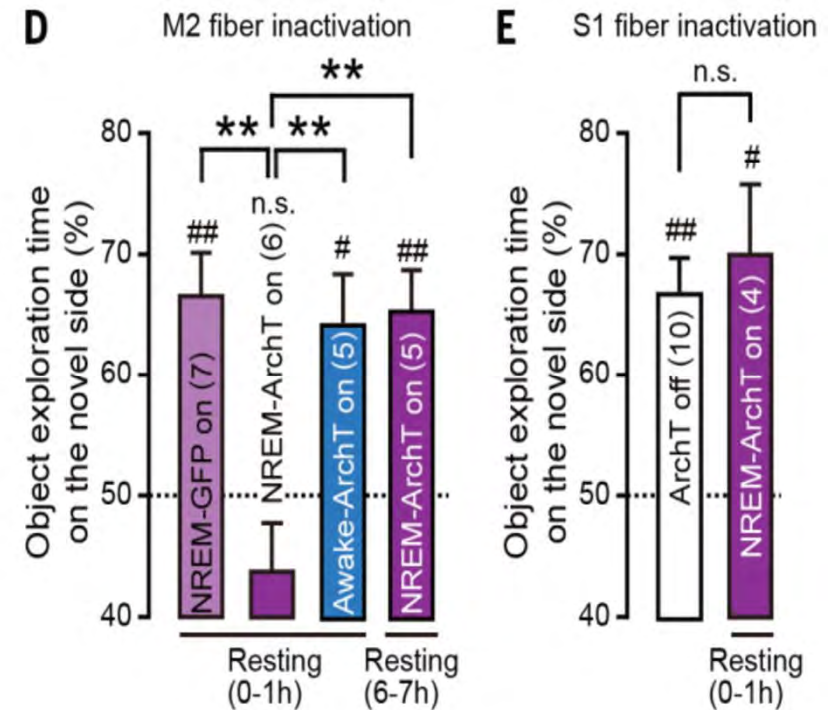 D
M2 fiber inactivation
**
** **
n.s.
## # ##
80
70
60
50
40
Object exploration time
on the novel side (%)
NREM-GFP on (7)
NREM-ArchT on (6)
Awake-ArchT on (5)
NREM-ArchT on (5)
Resting
(0-1h)
Resting
(6-7h)
E
S1 fiber inactivation
n.s.
## #
80
70
60
50
40
Object exploration time
on the novel side (%)
ArchT off (10)
NREM-ArchT on (4)
Resting
(0-1h)